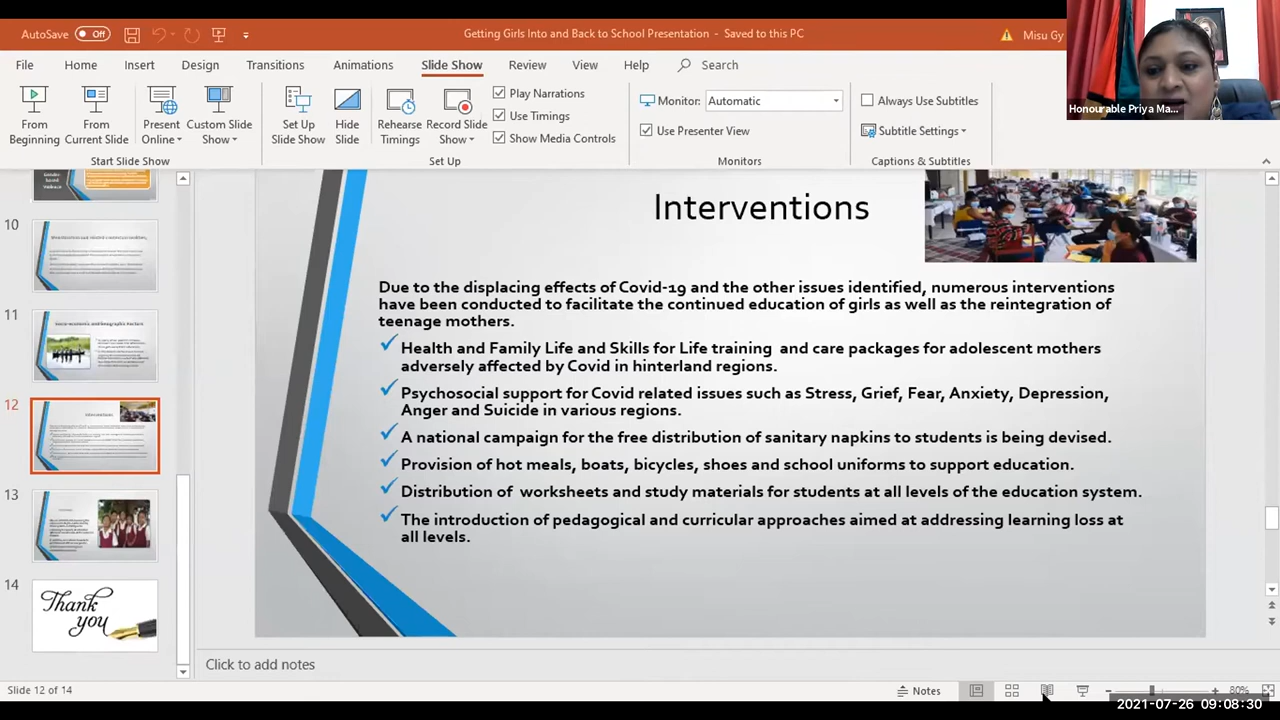 AutoSave Off
Getting Girls Into and Back to School Presentation - Saved to this PC
Misu Gy
File Home Insert Design Transitions Animations Slide Show Review View Help Search
Honourable Priya Ma...
From Beginning
From Current Slide
Present Online
Custom Slide Show
Start Slide Show
Set Up Slide Show
Hide Slide
Rehearse Timings
Record Slide Show
Play Narrations
Use Timings
Show Media Controls
Set Up
Monitor: Automatic
Use Presenter View
Monitors
Always Use Subtitles
Subtitle Settings
Captions & Subtitles
10
11
12
13
14
Thank
you
Interventions
Due to the displacing effects of Covid-19 and the other issues identified, numerous interventions
have been conducted to facilitate the continued education of girls as well as the reintegration of
teenage mothers.
✓ Health and Family Life and Skills for Life training and care packages for adolescent mothers
adversely affected by Covid in hinterland regions.
✓ Psychosocial support for Covid related issues such as Stress, Grief, Fear, Anxiety, Depression,
Anger and Suicide in various regions.
✓ A national campaign for the free distribution of sanitary napkins to students is being devised.
✓ Provision of hot meals, boats, bicycles, shoes and school uniforms to support education.
✓ Distribution of worksheets and study materials for students at all levels of the education system.
✓ The introduction of pedagogical and curricular approaches aimed at addressing learning loss at
all levels.
Click to add notes
Slide 12 of 14
Notes
80%
2021-07-26 09:08:30